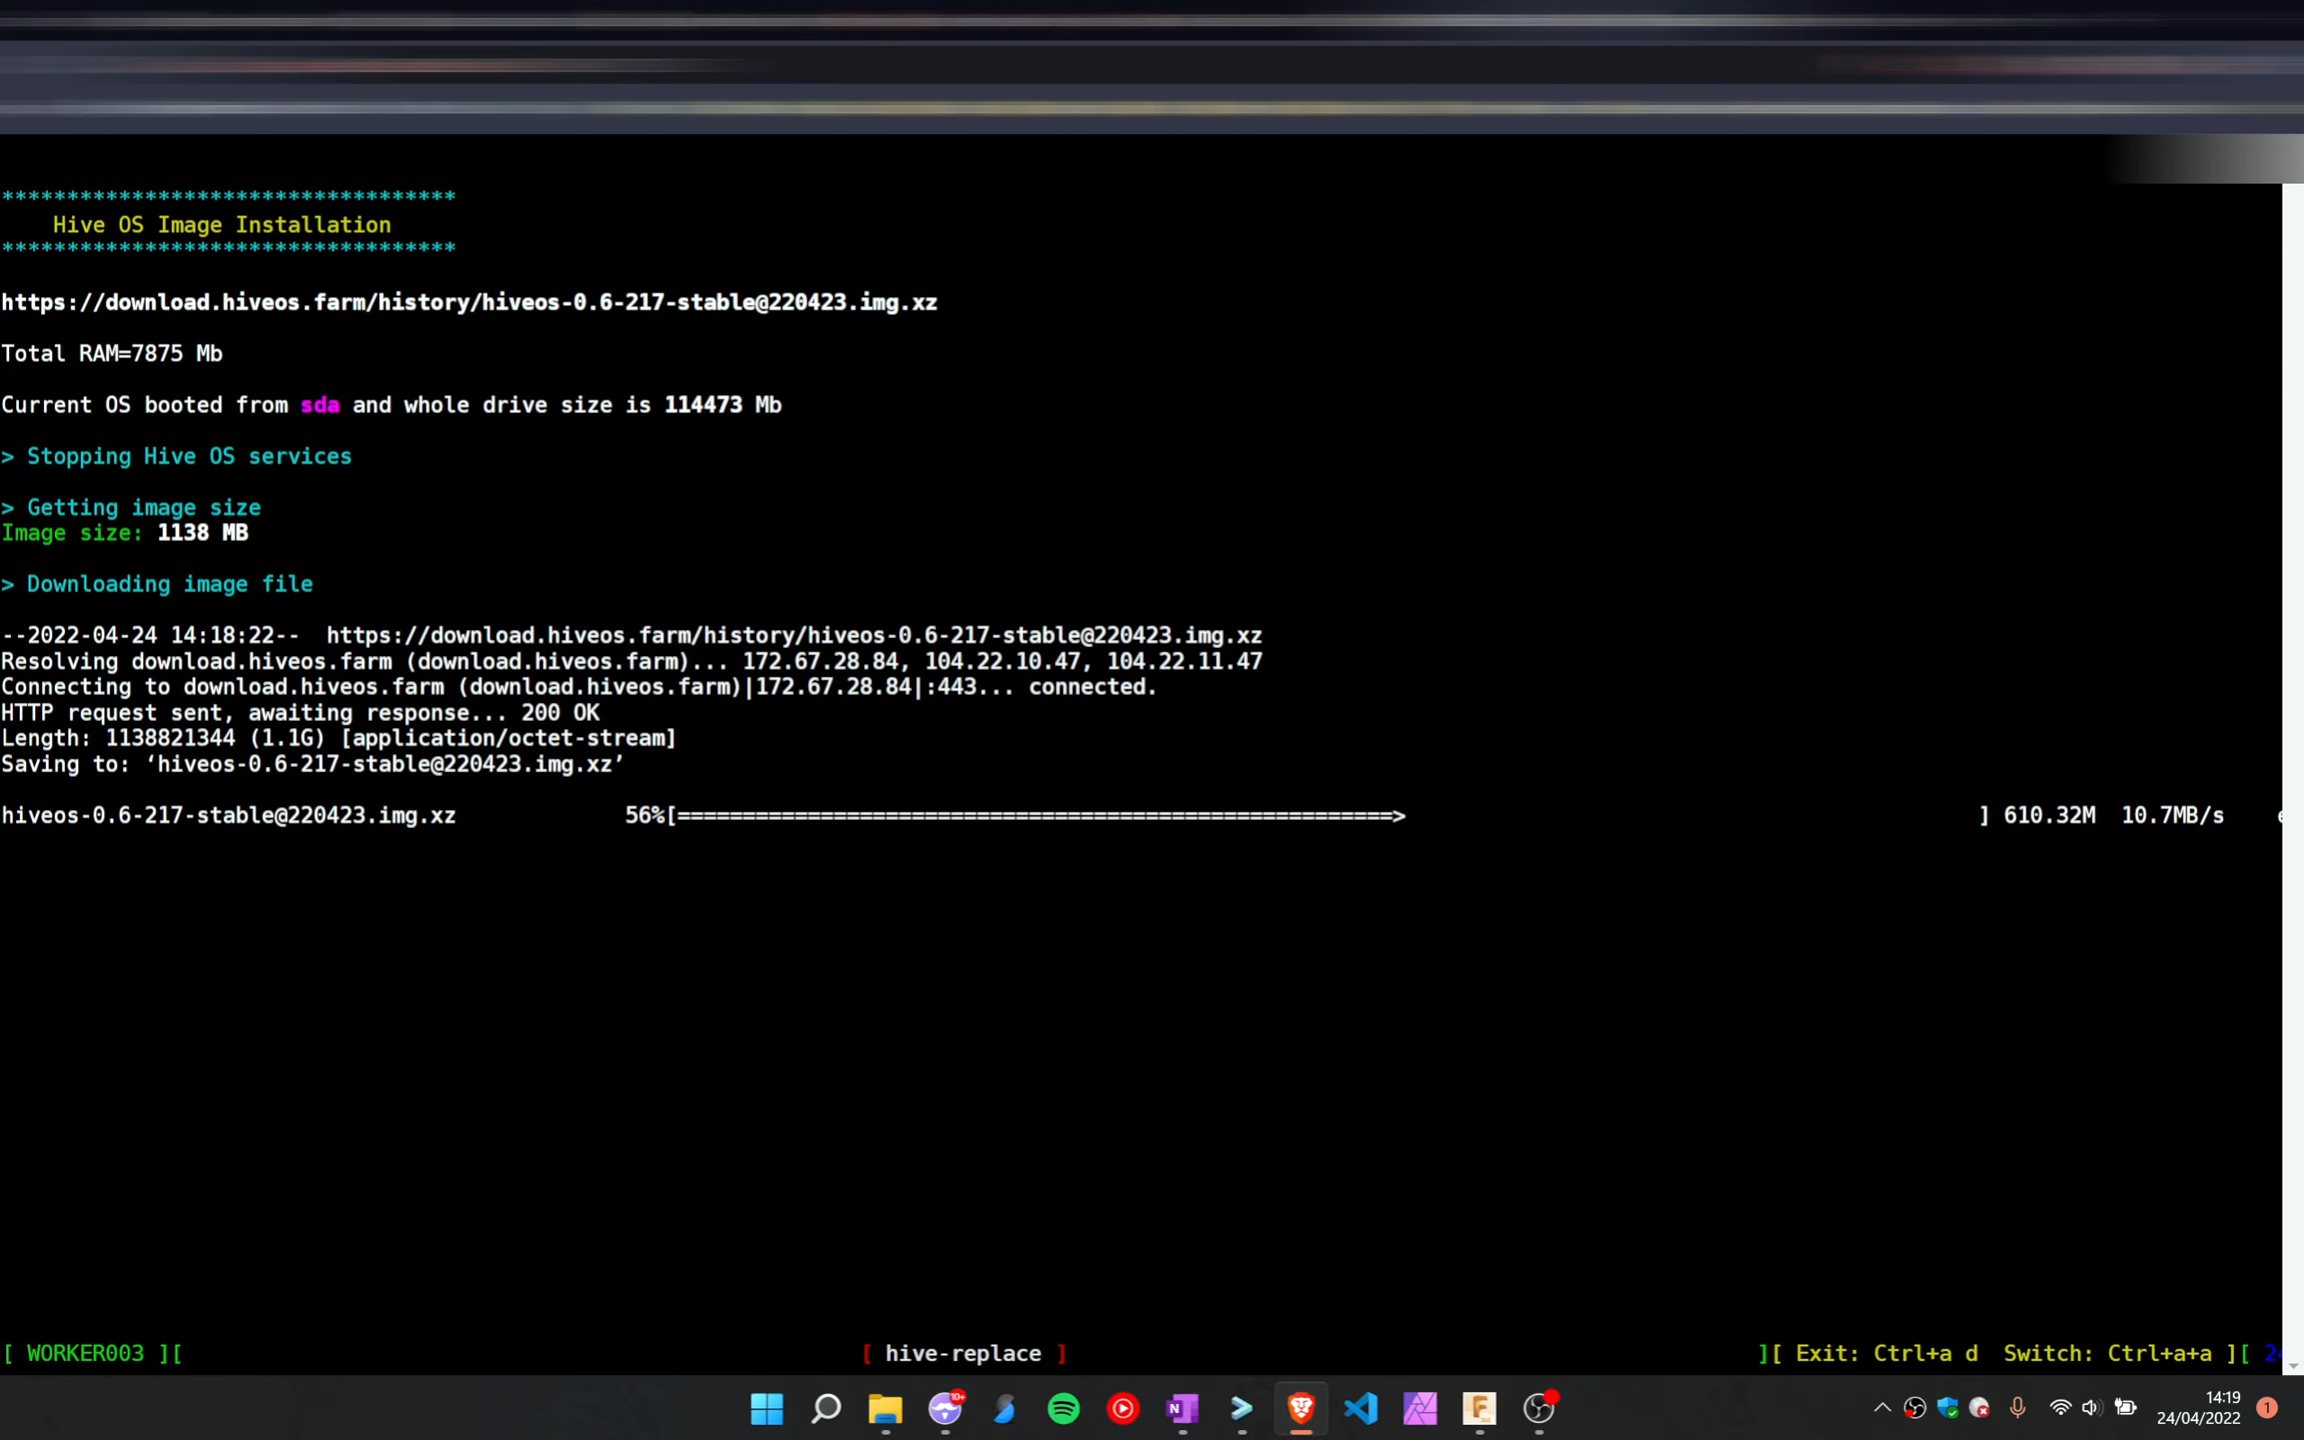 ***********************************
Hive OS Image Installation
***********************************
https://download.hiveos.farm/history/hiveos-0.6-217-stable@220423.img.xz
Total RAM=7875 Mb
Current OS booted from sda and whole drive size is 114473 Mb
> Stopping Hive OS services
> Getting image size
Image size: 1138 MB
> Downloading image file
--2022-04-24 14:18:22--  https://download.hiveos.farm/history/hiveos-0.6-217-stable@220423.img.xz
Resolving download.hiveos.farm (download.hiveos.farm)... 172.67.28.84, 104.22.10.47, 104.22.11.47
Connecting to download.hiveos.farm (download.hiveos.farm)|172.67.28.84|:443... connected.
HTTP request sent, awaiting response... 200 OK
Length: 1138821344 (1.1G) [application/octet-stream]
Saving to: ‘hiveos-0.6-217-stable@220423.img.xz’
hiveos-0.6-217-stable@220423.img.xz 56%[=======================================================> ] 610.32M 10.7MB/s
[ WORKER003 ][ [ hive-replace ] ][ Exit: Ctrl+a d Switch: Ctrl+a+a ][
10+
N
F
14:19
24/04/2022
1